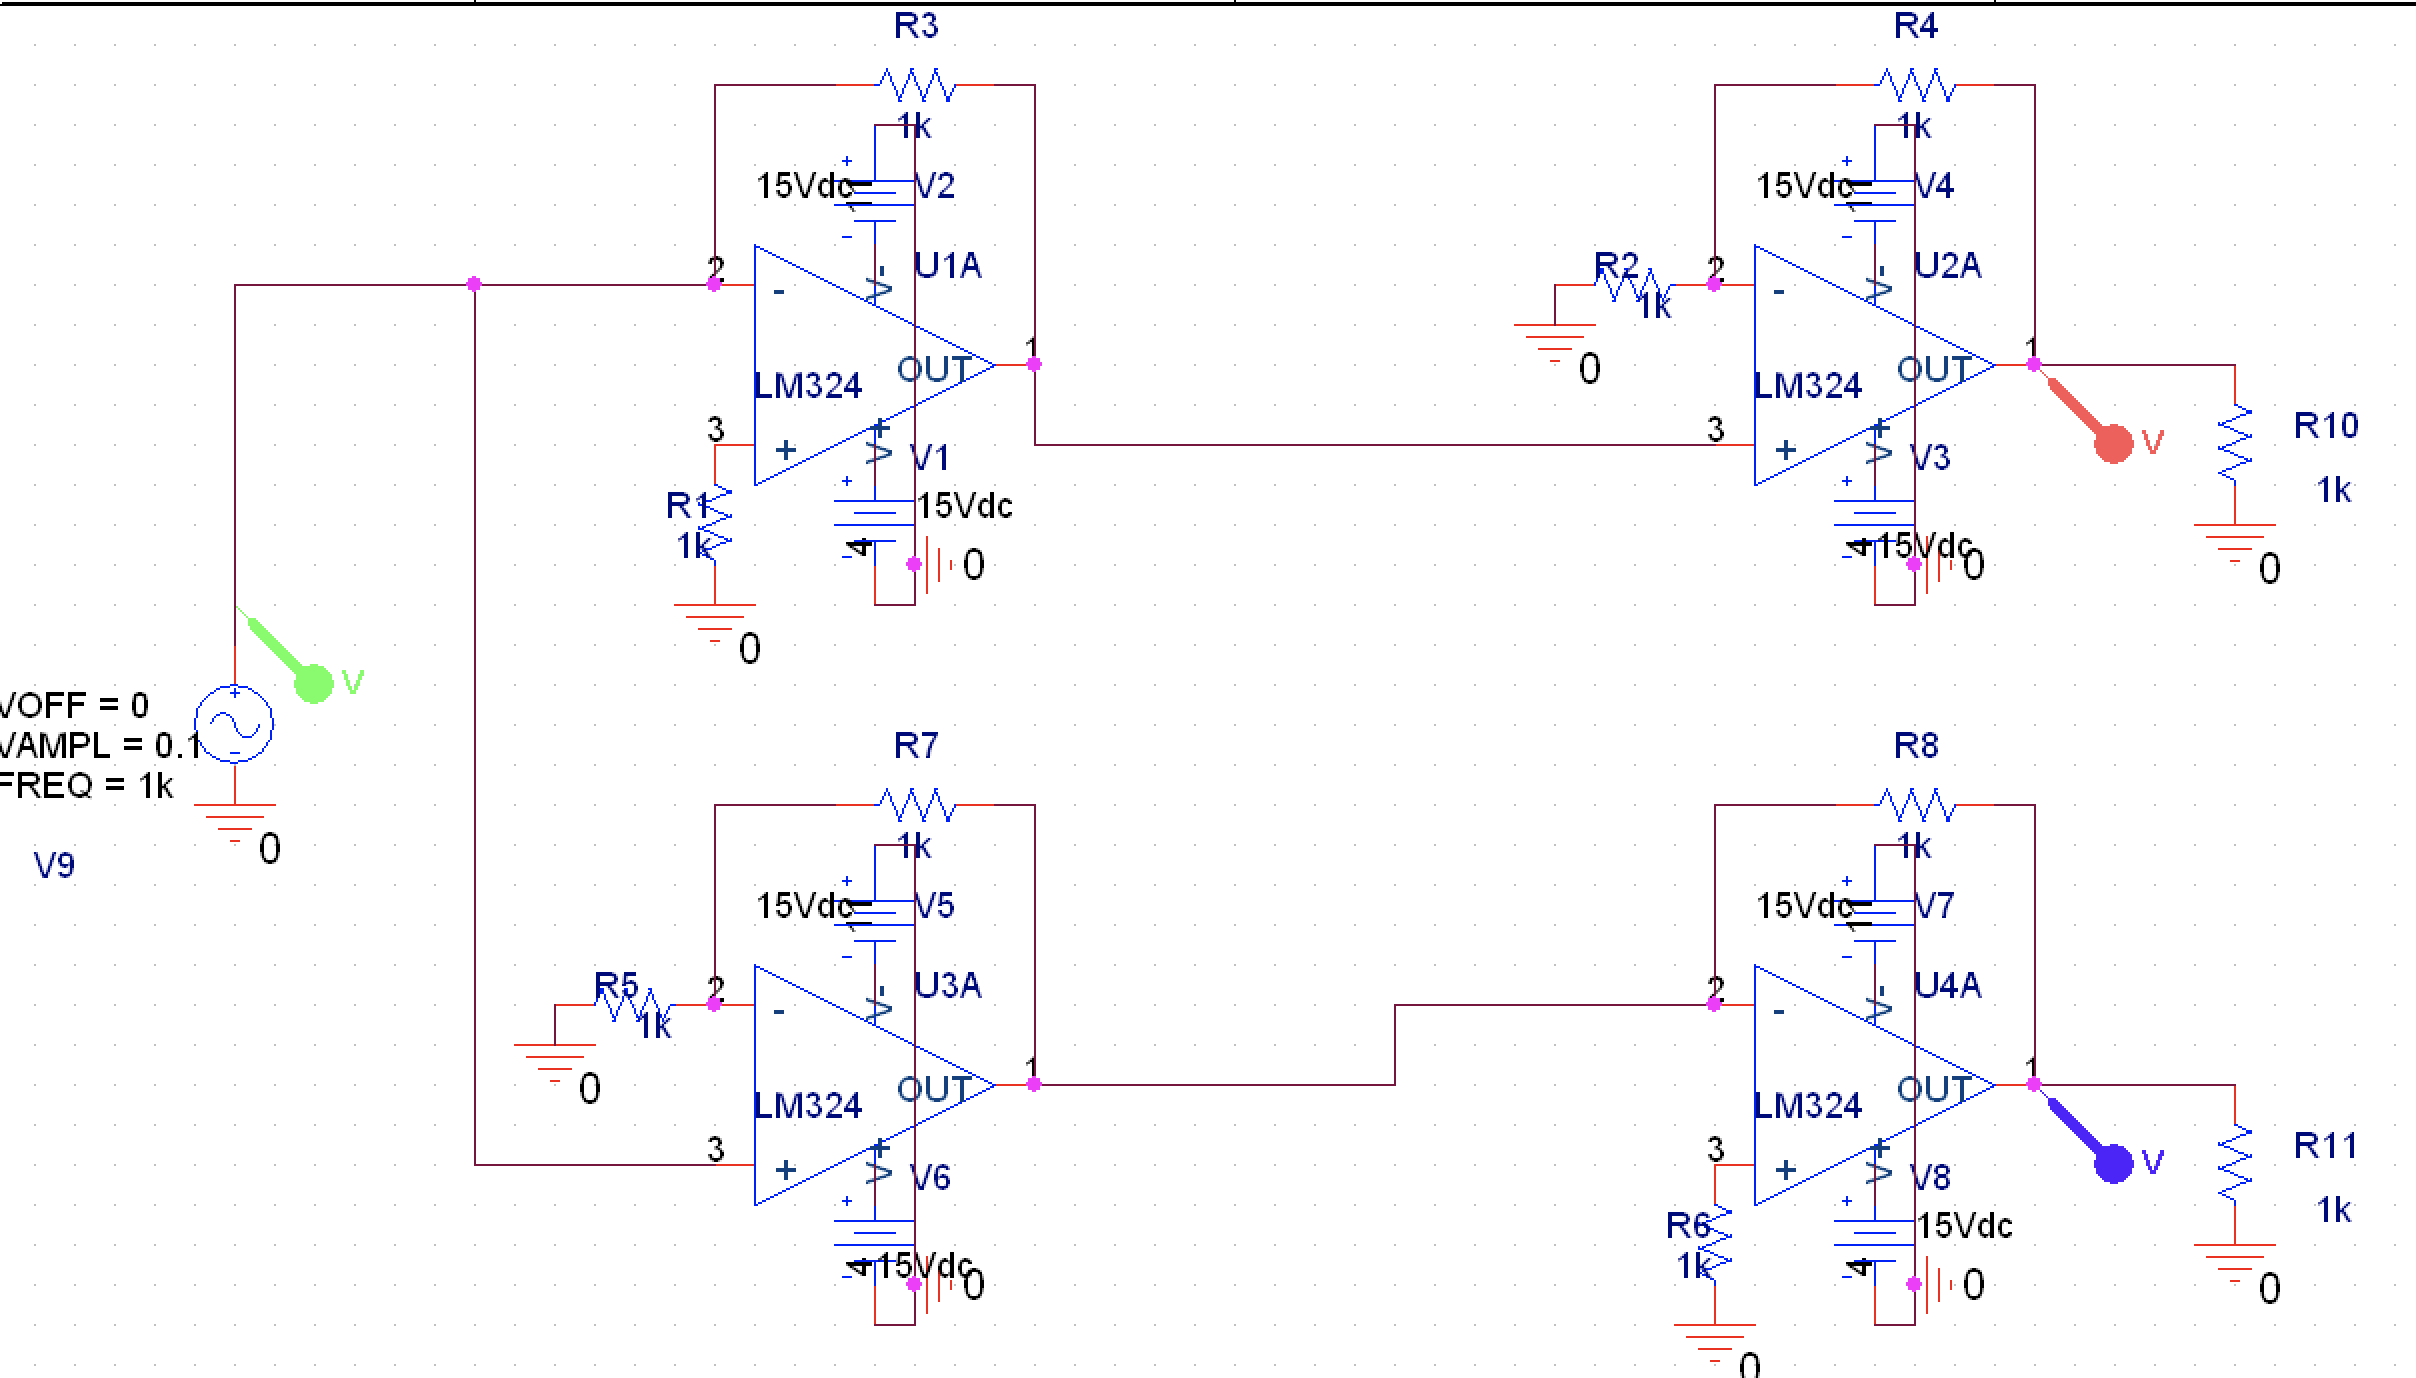 R3
R4
1k
1k
15Vdc
11
V2
15Vdc
11
V4
2
U1A
R2
2
U2A
-
V-
1k
-
V-
1
1
OUT
0
OUT
LM324
LM324
3
+
V+
V1
3
+
V+
V3
V
R10
R1
15Vdc
1k
1k
4
0
4
15Vdc
0
0
0
V
VOFF = 0
VAMPL = 0.1
FREQ = 1k
0
V9
R7
R8
1k
1k
15Vdc
11
V5
15Vdc
11
V7
R5
2
U3A
2
U4A
1k
-
V-
-
V-
1
1
0
OUT
OUT
LM324
LM324
3
+
V+
V6
3
+
V+
V8
V
R11
R6
15Vdc
1k
1k
4
15Vdc
0
4
0
0
0